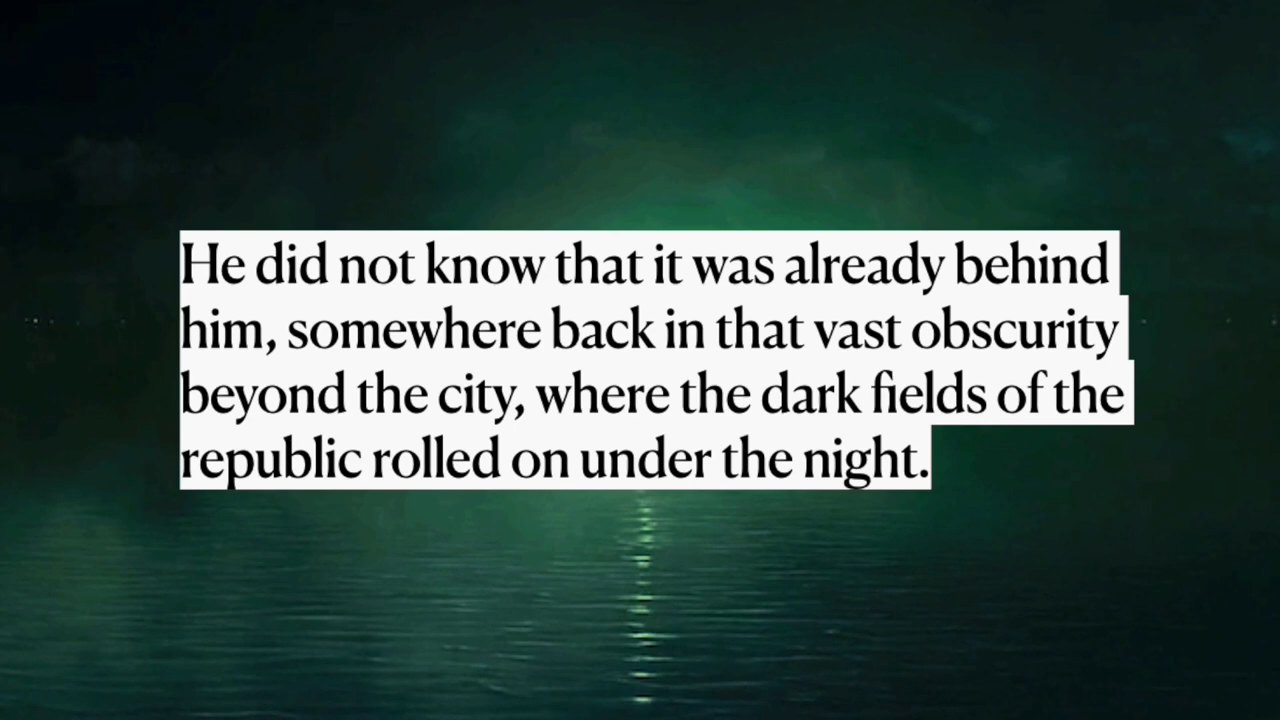 He did not know that it was already behind
him, somewhere back in that vast obscurity
beyond the city, where the dark fields of the
republic rolled on under the night.